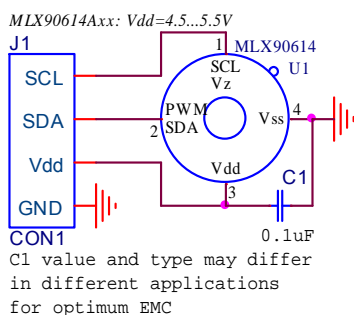 MLX90614Axx: Vdd=4.5...5.5V
J1
SCL
SDA
Vdd
GND
CON1
1
MLX90614
U1
SCL
Vz
PWM
SDA
2
Vss
4
Vdd
3
C1
0.1uF
C1 value and type may differ
in different applications
for optimum EMC